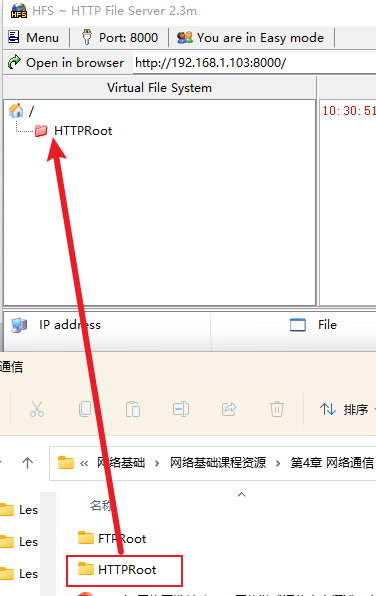 HFS ~ HTTP File Server 2.3m
Menu Port: 8000 You are in Easy mode
Open in browser http://192.168.1.103:8000/
Virtual File System
/
10:30:51
HTTPRoot
IP address File
通信
排序
« 网络基础 › 网络基础课程资源 › 第4章 网络通信
名称
Les FTPRoot
Les HTTPRoot
Les